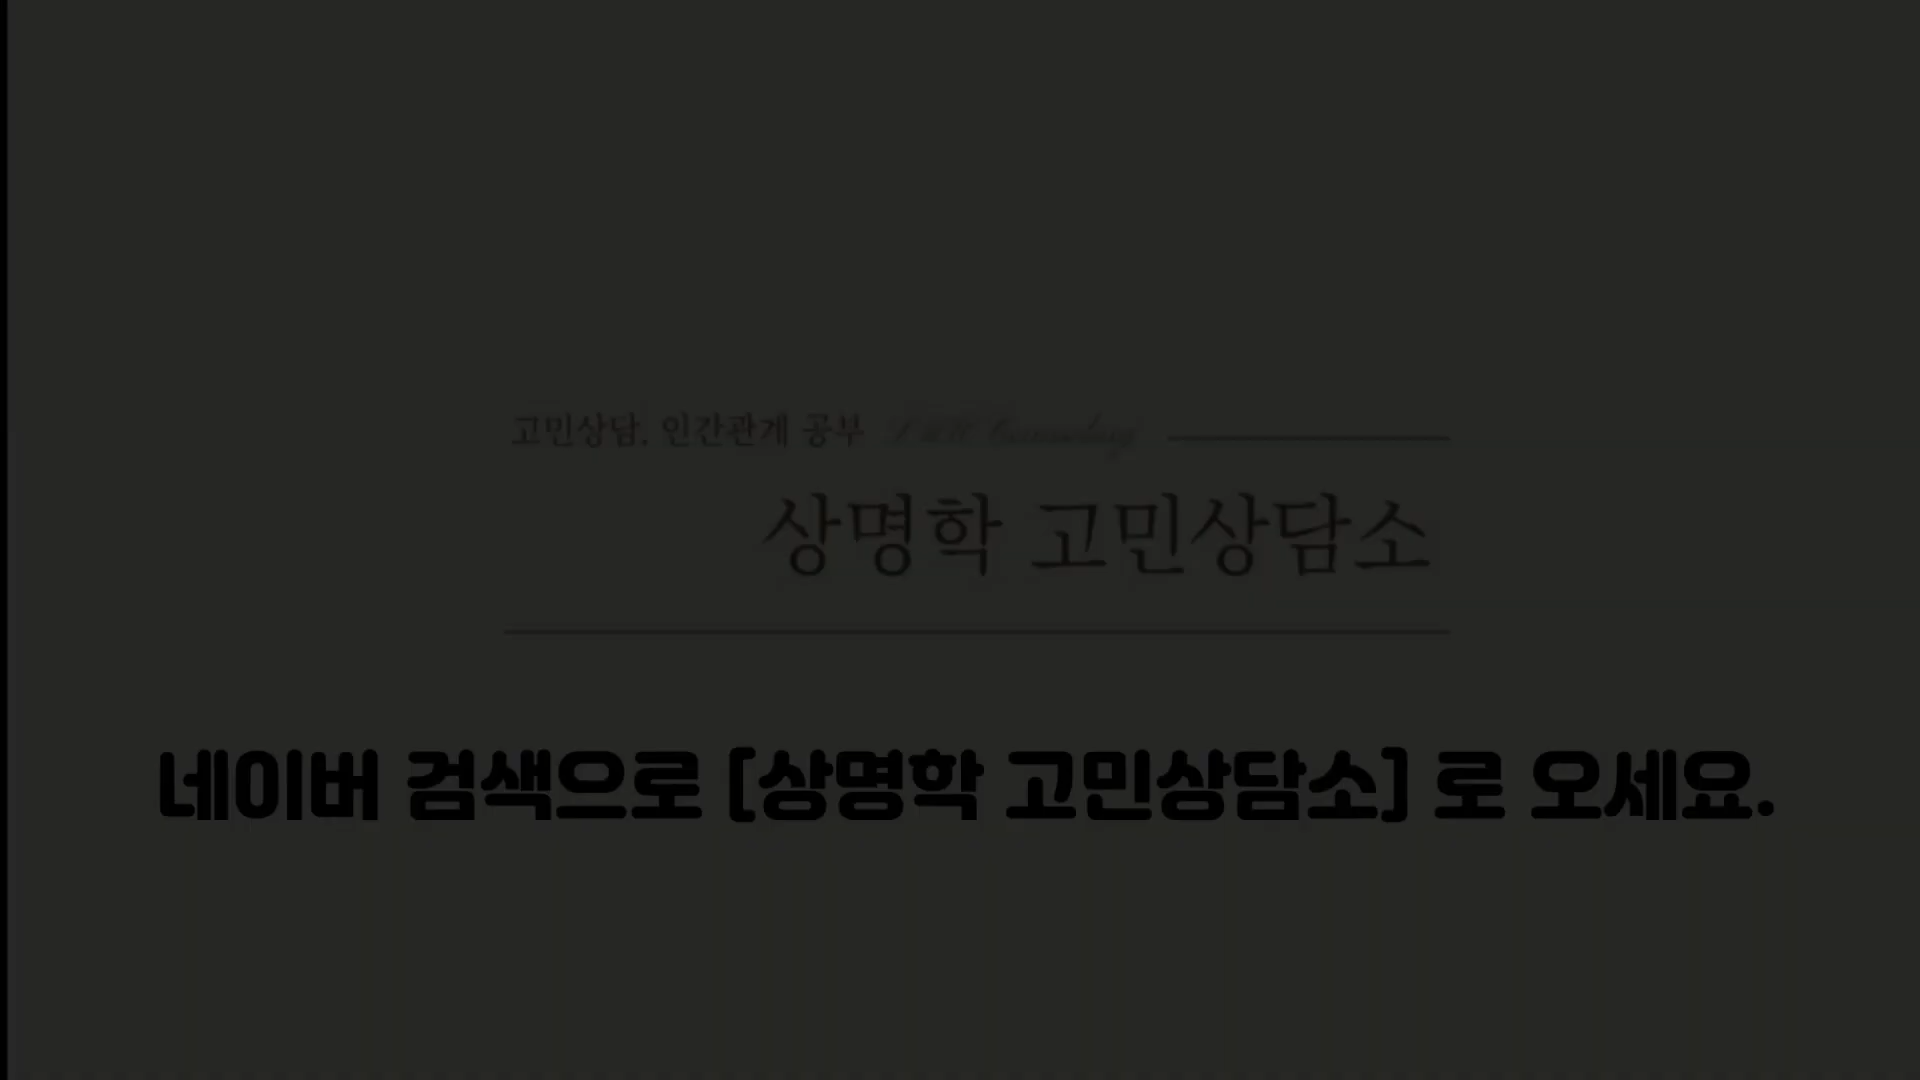 고민상담, 인간관계 공부
상명학 고민상담소
네이버 검색으로 [상명학 고민상담소] 로 오세요.